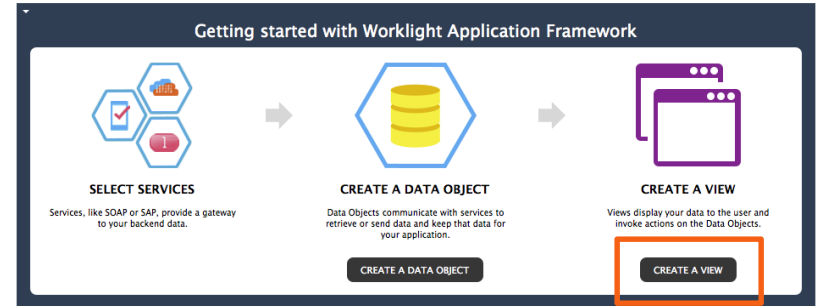 Getting started with Worklight Application Framework
1
SELECT SERVICES
Services, like SOAP or SAP, provide a gateway
to your backend data.
CREATE A DATA OBJECT
Data Objects communicate with services to
retrieve or send data and keep that data for
your application.
CREATE A DATA OBJECT
CREATE A VIEW
Views display your data to the user and
invoke actions on the Data Objects.
CREATE A VIEW